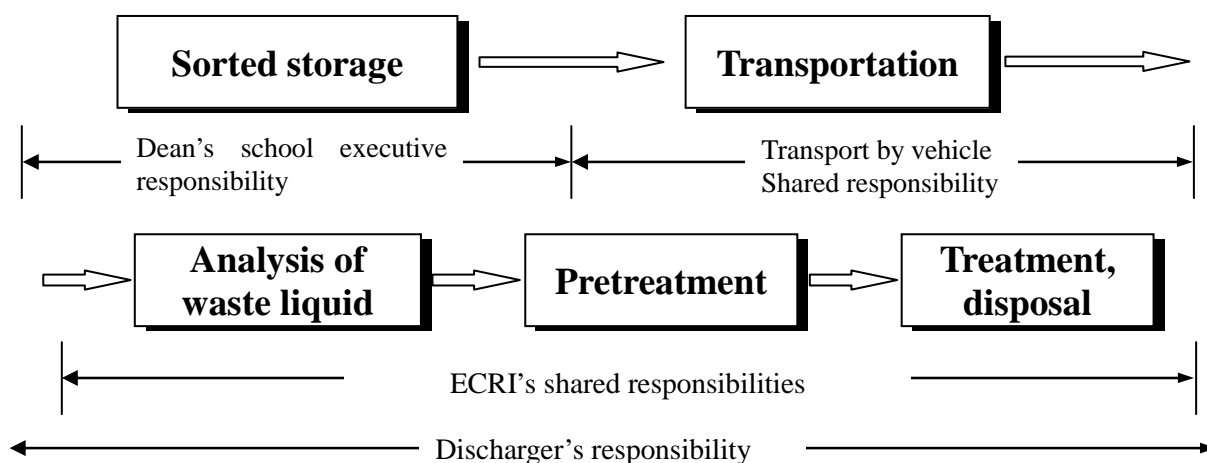 Sorted storage
Transportation
Dean’s school executive
responsibility
Transport by vehicle
Shared responsibility
Analysis of
waste liquid
Pretreatment
Treatment,
disposal
ECRI’s shared responsibilities
Discharger’s responsibility